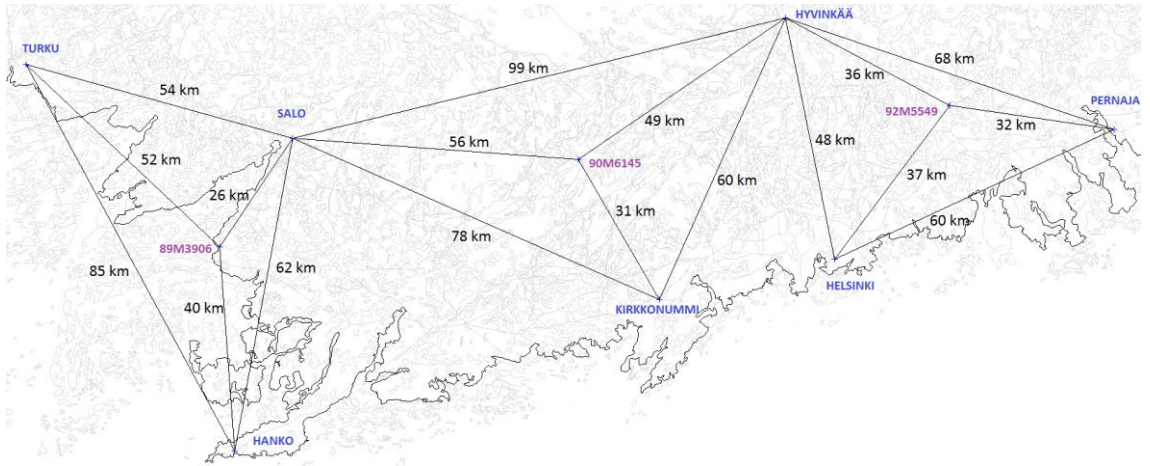 HYVINKÄÄ
TURKU
68 km
99 km
36 km
54 km
PERNAJA
92M5549
SALO
32 km
49 km
56 km
48 km
52 km
90M6145
37 km
60 km
26 km
31 km
60 km
78 km
89M3906
85 km
62 km
HELSINKI
40 km
KIRKKONUMMI
HANKO